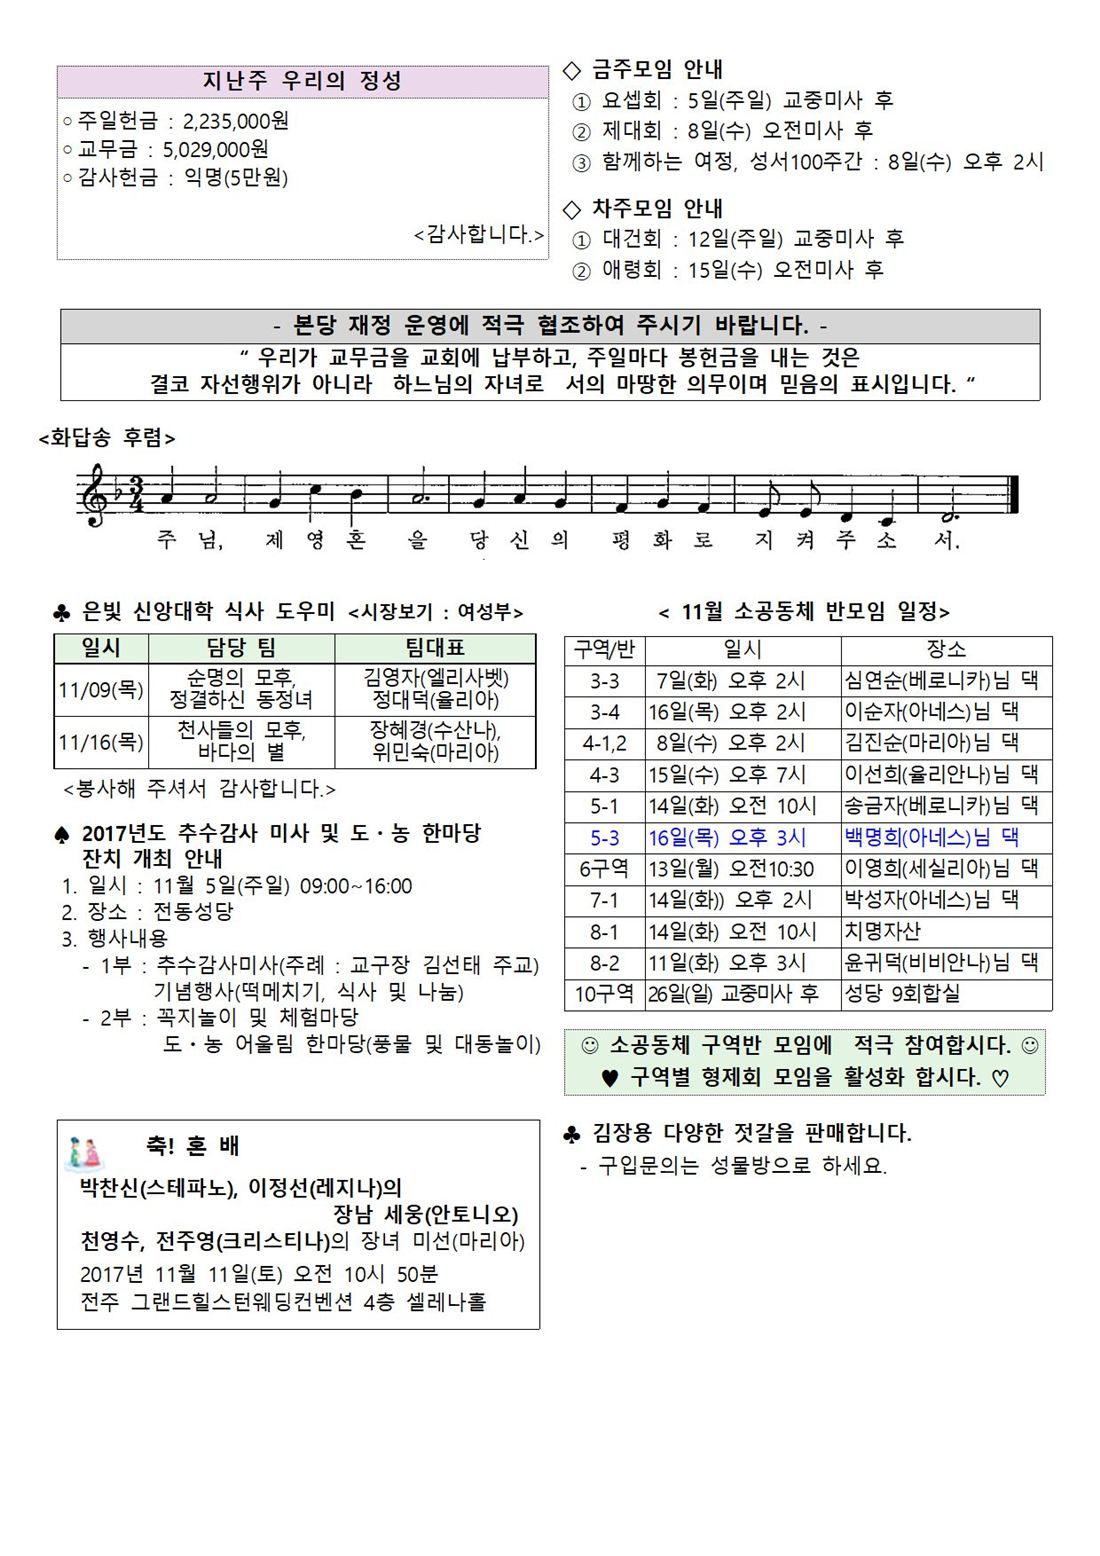 지난주 우리의 정성
○ 주일헌금 : 2,235,000원
○ 교무금 : 5,029,000원
○ 감사헌금 : 익명(5만원)
<감사합니다.>
◇ 금주모임 안내
① 요셉회 : 5일(주일) 교중미사 후
② 제대회 : 8일(수) 오전미사 후
③ 함께하는 여정, 성서100주간 : 8일(수) 오후 2시
◇ 차주모임 안내
① 대건회 : 12일(주일) 교중미사 후
② 애령회 : 15일(수) 오전미사 후
- 본당 재정 운영에 적극 협조하여 주시기 바랍니다. -
“ 우리가 교무금을 교회에 납부하고, 주일마다 봉헌금을 내는 것은
결코 자선행위가 아니라 하느님의 자녀로 서의 마땅한 의무이며 믿음의 표시입니다. “
<화답송 후렴>
3
4
주 님, 제 영 혼 을 당 신 의 평 화 로 지 켜 주 소 서.
♣ 은빛 신앙대학 식사 도우미 <시장보기 : 여성부>
일시 담당 팀 팀대표
11/09(목) 순명의 모후, 정결하신 동정녀 김영자(엘리사벳) 정대덕(율리아)
11/16(목) 천사들의 모후, 바다의 별 장혜경(수산나), 위민숙(마리아)
<봉사해 주셔서 감사합니다.>
♠ 2017년도 추수감사 미사 및 도·농 한마당
잔치 개최 안내
1. 일시 : 11월 5일(주일) 09:00~16:00
2. 장소 : 전동성당
3. 행사내용
- 1부 : 추수감사미사(주례 : 교구장 김선태 주교)
기념행사(떡메치기, 식사 및 나눔)
- 2부 : 꼭지놀이 및 체험마당
도·농 어울림 한마당(풍물 및 대동놀이)
< 11월 소공동체 반모임 일정>
구역/반 일시 장소
3-3 7일(화) 오후 2시 심연순(베로니카)님 댁
3-4 16일(목) 오후 2시 이순자(아네스)님 댁
4-1,2 8일(수) 오후 2시 김진순(마리아)님 댁
4-3 15일(수) 오후 7시 이선희(율리안나)님 댁
5-1 14일(화) 오전 10시 송금자(베로니카)님 댁
5-3 16일(목) 오후 3시 백명희(아네스)님 댁
6구역 13일(월) 오전10:30 이영희(세실리아)님 댁
7-1 14일(화)) 오후 2시 박성자(아네스)님 댁
8-1 14일(화) 오전 10시 치명자산
8-2 11일(화) 오후 3시 윤귀덕(비비안나)님 댁
10구역 26일(일) 교중미사 후 성당 9회합실
☺ 소공동체 구역반 모임에 적극 참여합시다. ☺
♥ 구역별 형제회 모임을 활성화 합시다. ♡
축! 혼 배
박찬신(스테파노), 이정선(레지나)의
장남 세웅(안토니오)
천영수, 전주영(크리스티나)의 장녀 미선(마리아)
2017년 11월 11일(토) 오전 10시 50분
전주 그랜드힐스턴웨딩컨벤션 4층 셀레나홀
♣ 김장용 다양한 젓갈을 판매합니다.
- 구입문의는 성물방으로 하세요.